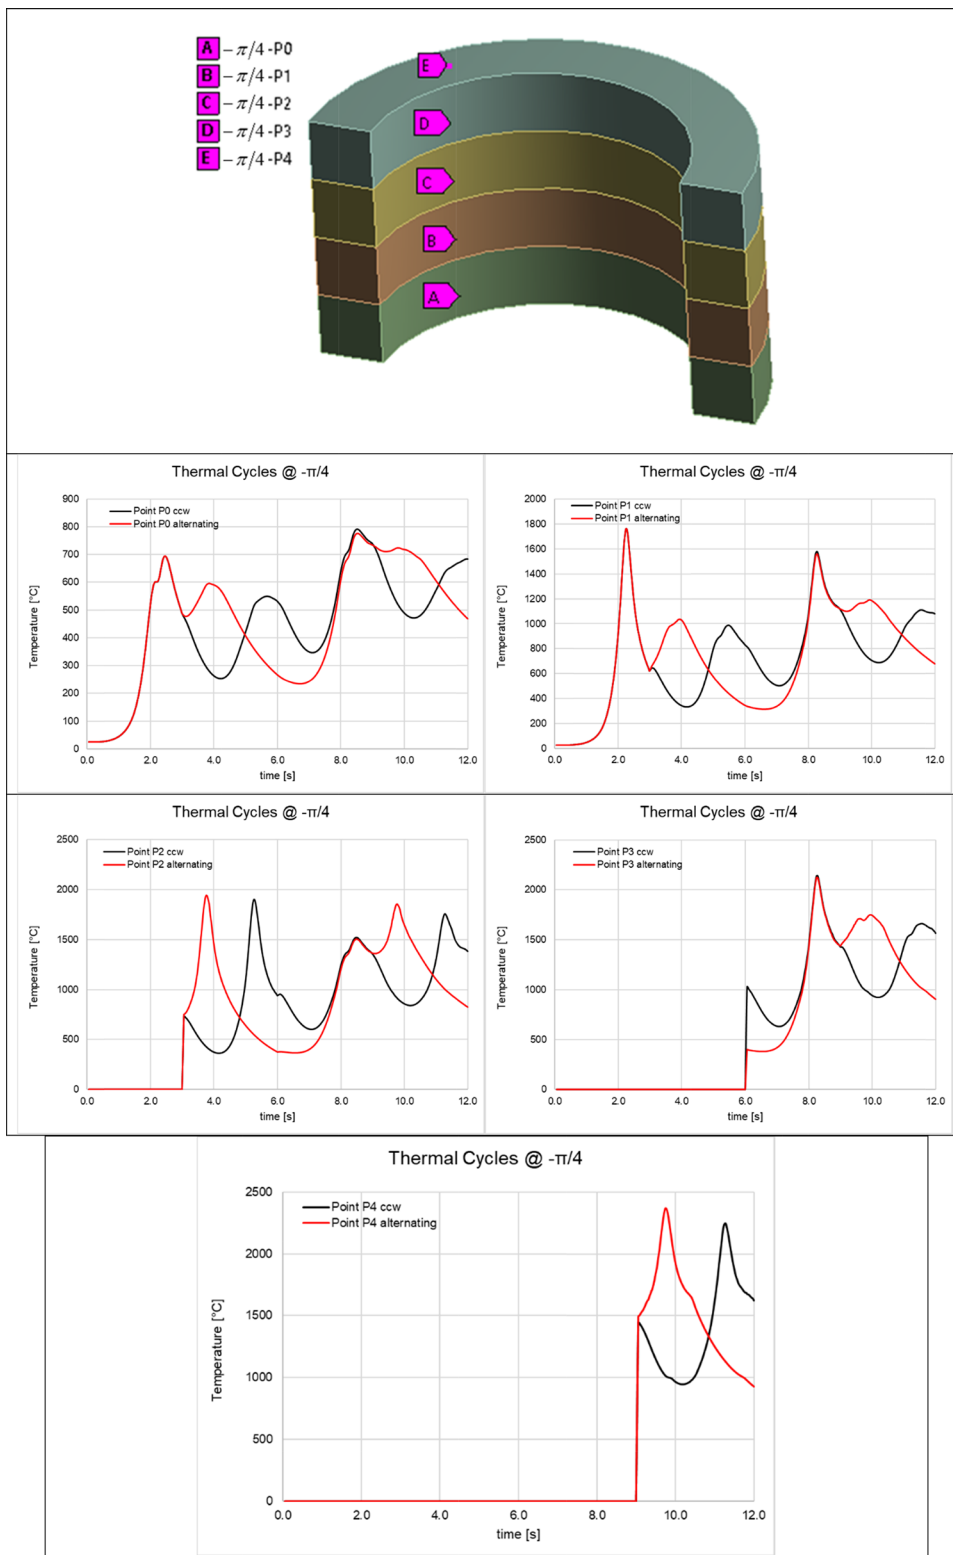 A - π/4 -P0
B - π/4 -P1
C - π/4 -P2
D - π/4 -P3
E - π/4 -P4
E
D
C
B
A
Thermal Cycles @ -π/4
Point P0 ccw
Point P0 alternating
900
800
700
600
500
400
300
200
100
0
Temperature [°C]
0.0 2.0 4.0 6.0 8.0 10.0 12.0
time [s]
Thermal Cycles @ -π/4
Point P1 ccw
Point P1 alternating
2000
1800
1600
1400
1200
1000
800
600
400
200
0
Temperature [°C]
0.0 2.0 4.0 6.0 8.0 10.0 12.0
time [s]
Thermal Cycles @ -π/4
Point P2 ccw
Point P2 alternating
2500
2000
1500
1000
500
0
Temperature [°C]
0.0 2.0 4.0 6.0 8.0 10.0 12.0
time [s]
Thermal Cycles @ -π/4
Point P3 ccw
Point P3 alternating
2500
2000
1500
1000
500
0
Temperature [°C]
0.0 2.0 4.0 6.0 8.0 10.0 12.0
time [s]
Thermal Cycles @ -π/4
Point P4 ccw
Point P4 alternating
2500
2000
1500
1000
500
0
Temperature [°C]
0.0 2.0 4.0 6.0 8.0 10.0 12.0
time [s]